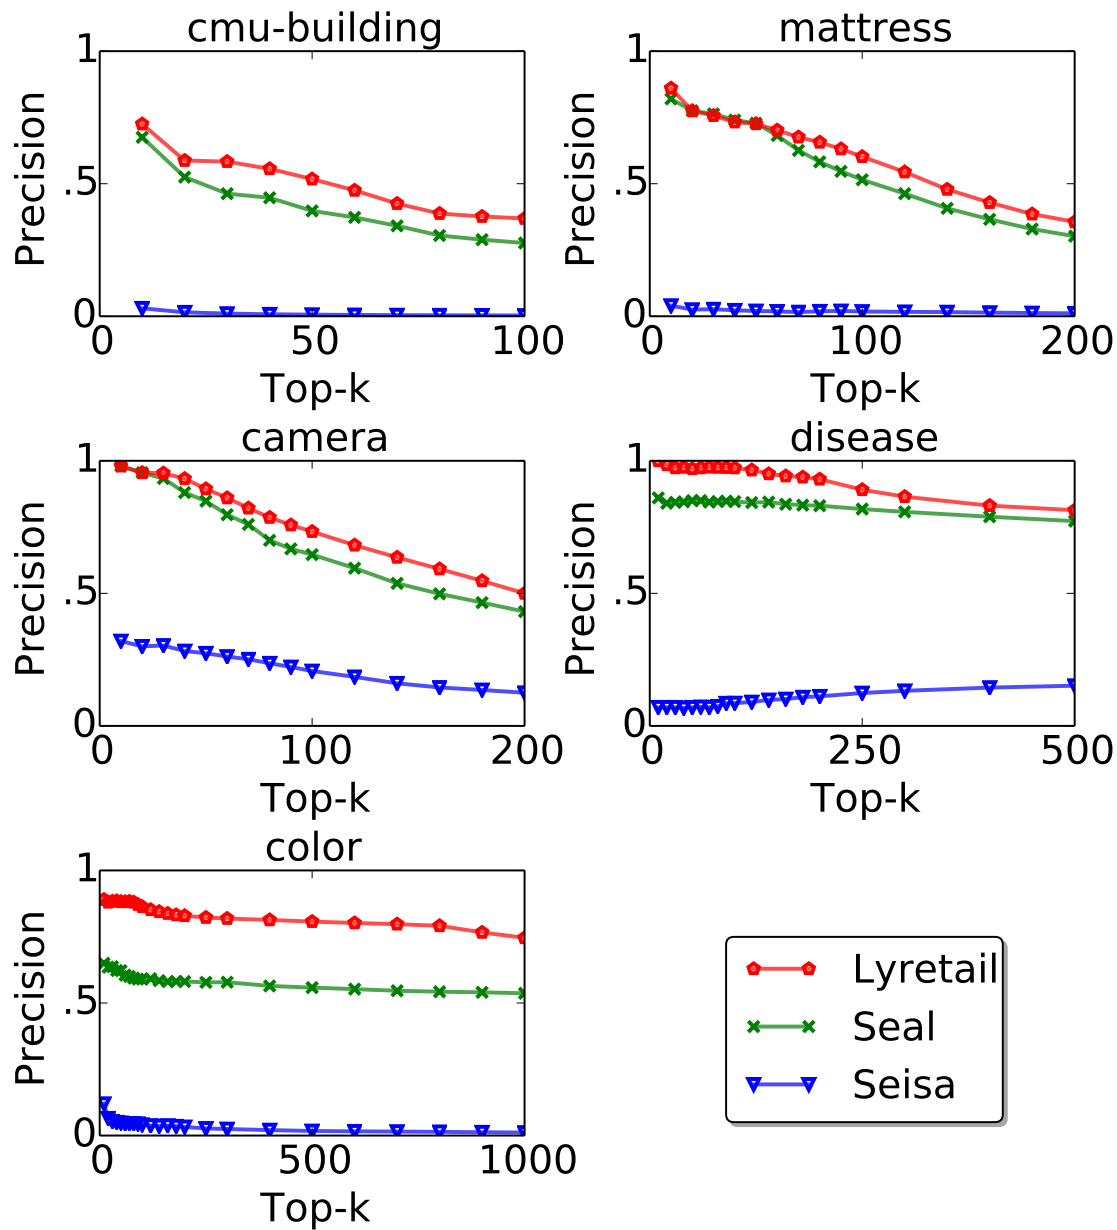 cmu-building
1
.5
0
Precision
0 50 100
Top-k
mattress
1
.5
0
Precision
0 100 200
Top-k
camera
1
.5
0
Precision
0 100 200
Top-k
disease
1
.5
0
Precision
0 250 500
Top-k
color
1
.5
0
Precision
0 500 1000
Top-k
Lyretail
Seal
Seisa